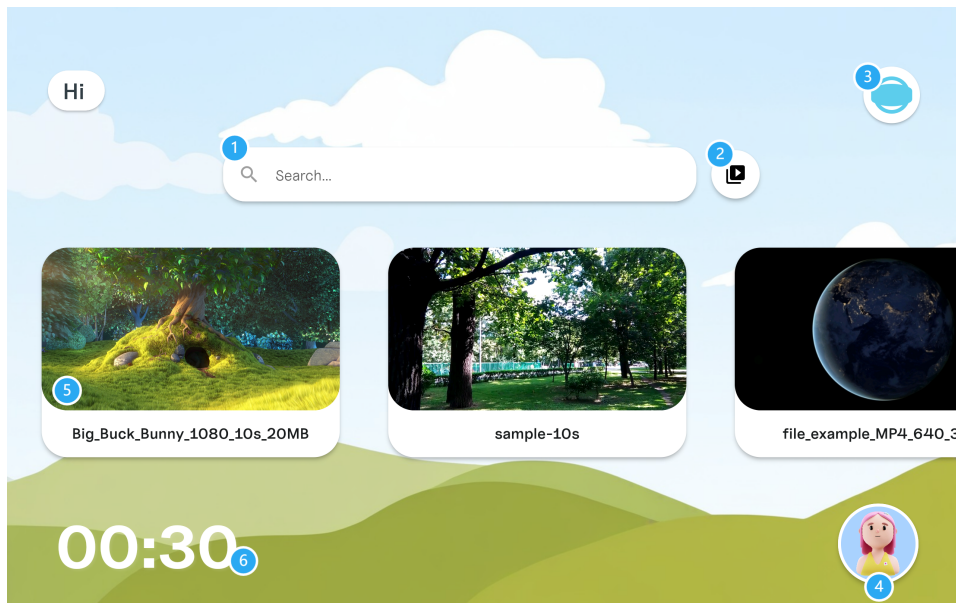 Hi
3
1
2
Search...
5
Big_Buck_Bunny_1080_10s_20MB
sample-10s
file_example_MP4_640_3
00:30
6
4